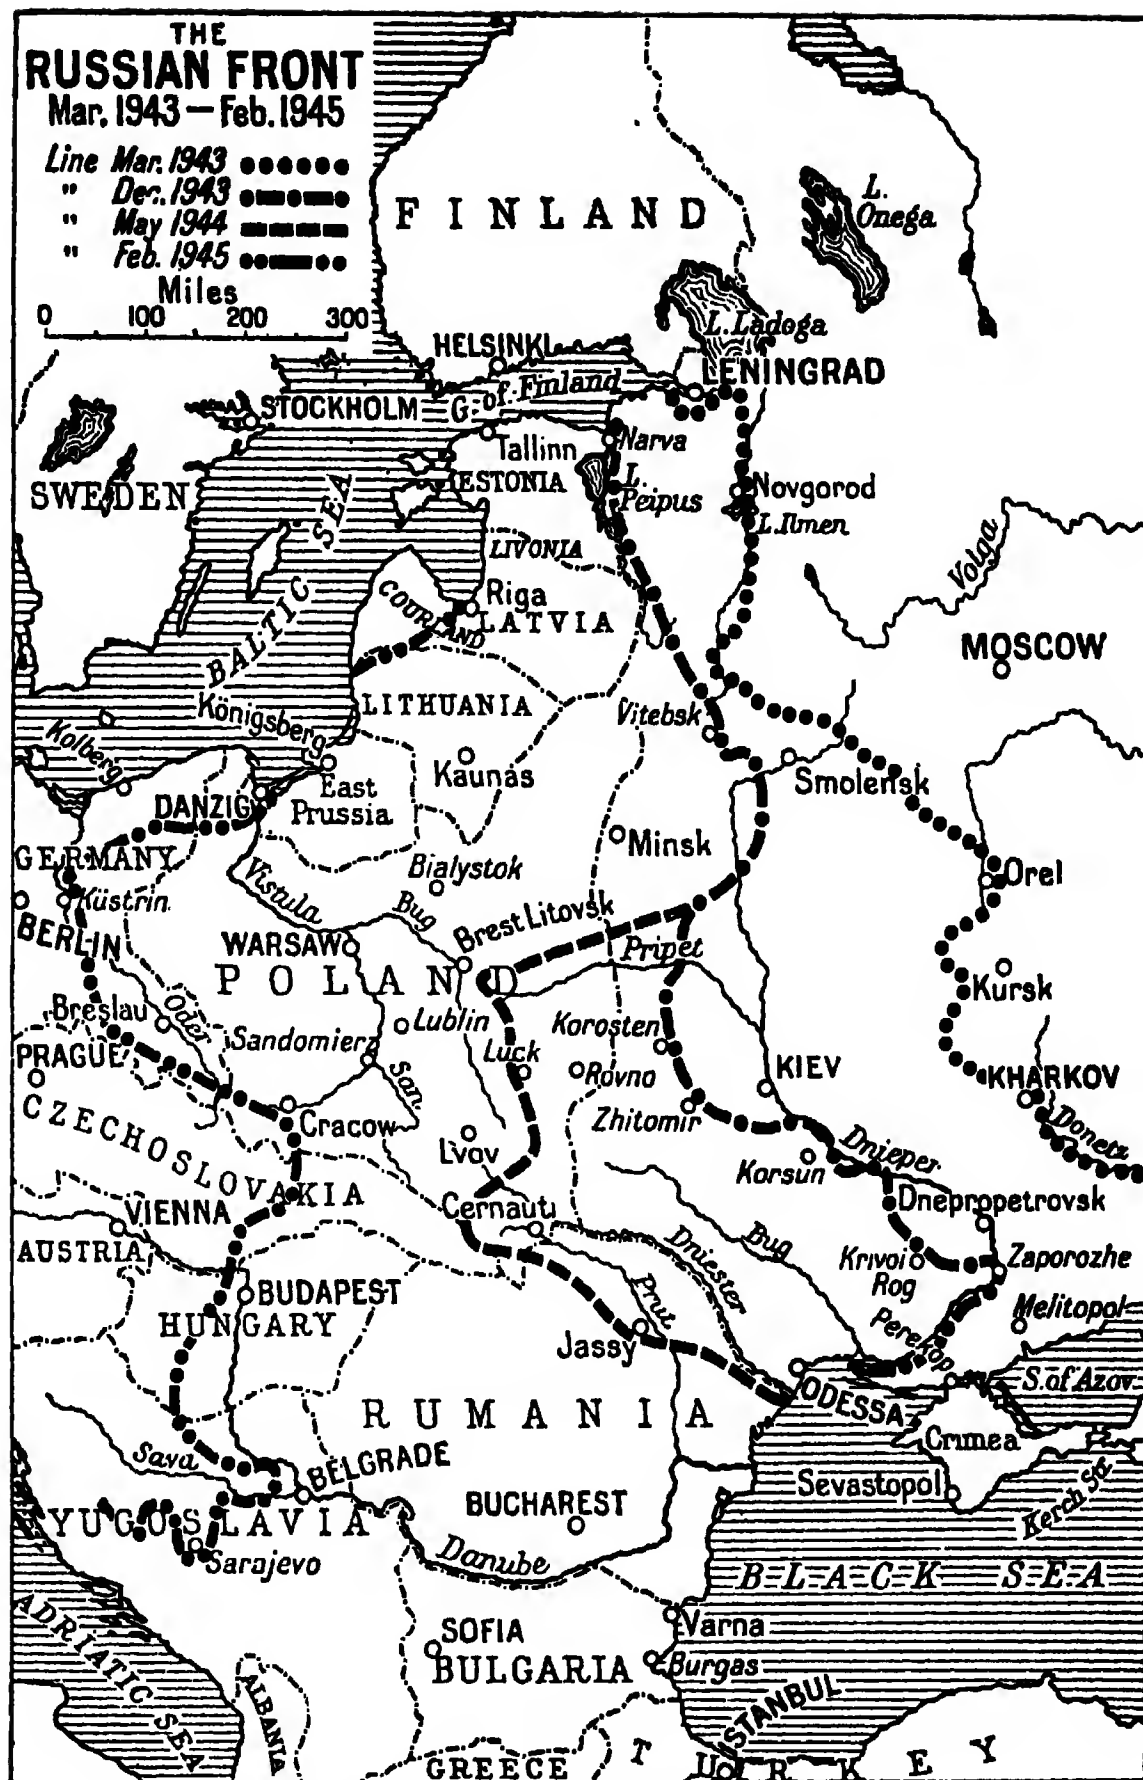 THE
RUSSIAN FRONT
Mar. 1943 — Feb. 1945
Line Mar. 1943
" Dec. 1943
" May 1944
" Feb. 1945
Miles
0 100 200 300
FINLAND
L. Onega
L. Ladoga
HELSINKI
LENINGRAD
G. of Finland
STOCKHOLM
Tallinn
Narva
SWEDEN
ESTONIA
L. Peipus
Novgorod
L. Ilmen
BALTIC SEA
LIVONIA
Volga
COURLAND
Riga
LATVIA
MOSCOW
LITHUANIA
Königsberg
Vitebsk
Kolberg
Kaunas
Smolensk
East Prussia
DANZIG
Minsk
GERMANY
Bialystok
Orel
Vistula
Küstrin
Bug
Brest Litovsk
BERLIN
WARSAW
Pripet
POLAND
Kursk
Breslau
Oder
Lublin
Korosten
Sandomierz
Luck
PRAGUE
San
Rovno
KIEV
KHARKOV
Zhitomir
CZECHOSLOVAKIA
Cracow
Donetz
Lvov
Dnieper
Korsun
VIENNA
Cernauti
Dnepropetrovsk
AUSTRIA
Dniester
Bug
Krivoi Rog
Zaporozhe
BUDAPEST
Prut
Melitopol
HUNGARY
Jassy
Perekop
S. of Azov
ODESSA
RUMANIA
Crimea
Sava
BELGRADE
Sevastopol
Kerch Str.
YUGOSLAVIA
BUCHAREST
Sarajevo
Danube
BLACK SEA
ADRIATIC SEA
SOFIA
Varna
BULGARIA
Burgas
ALBANIA
ISTANBUL
GREECE
TURKEY